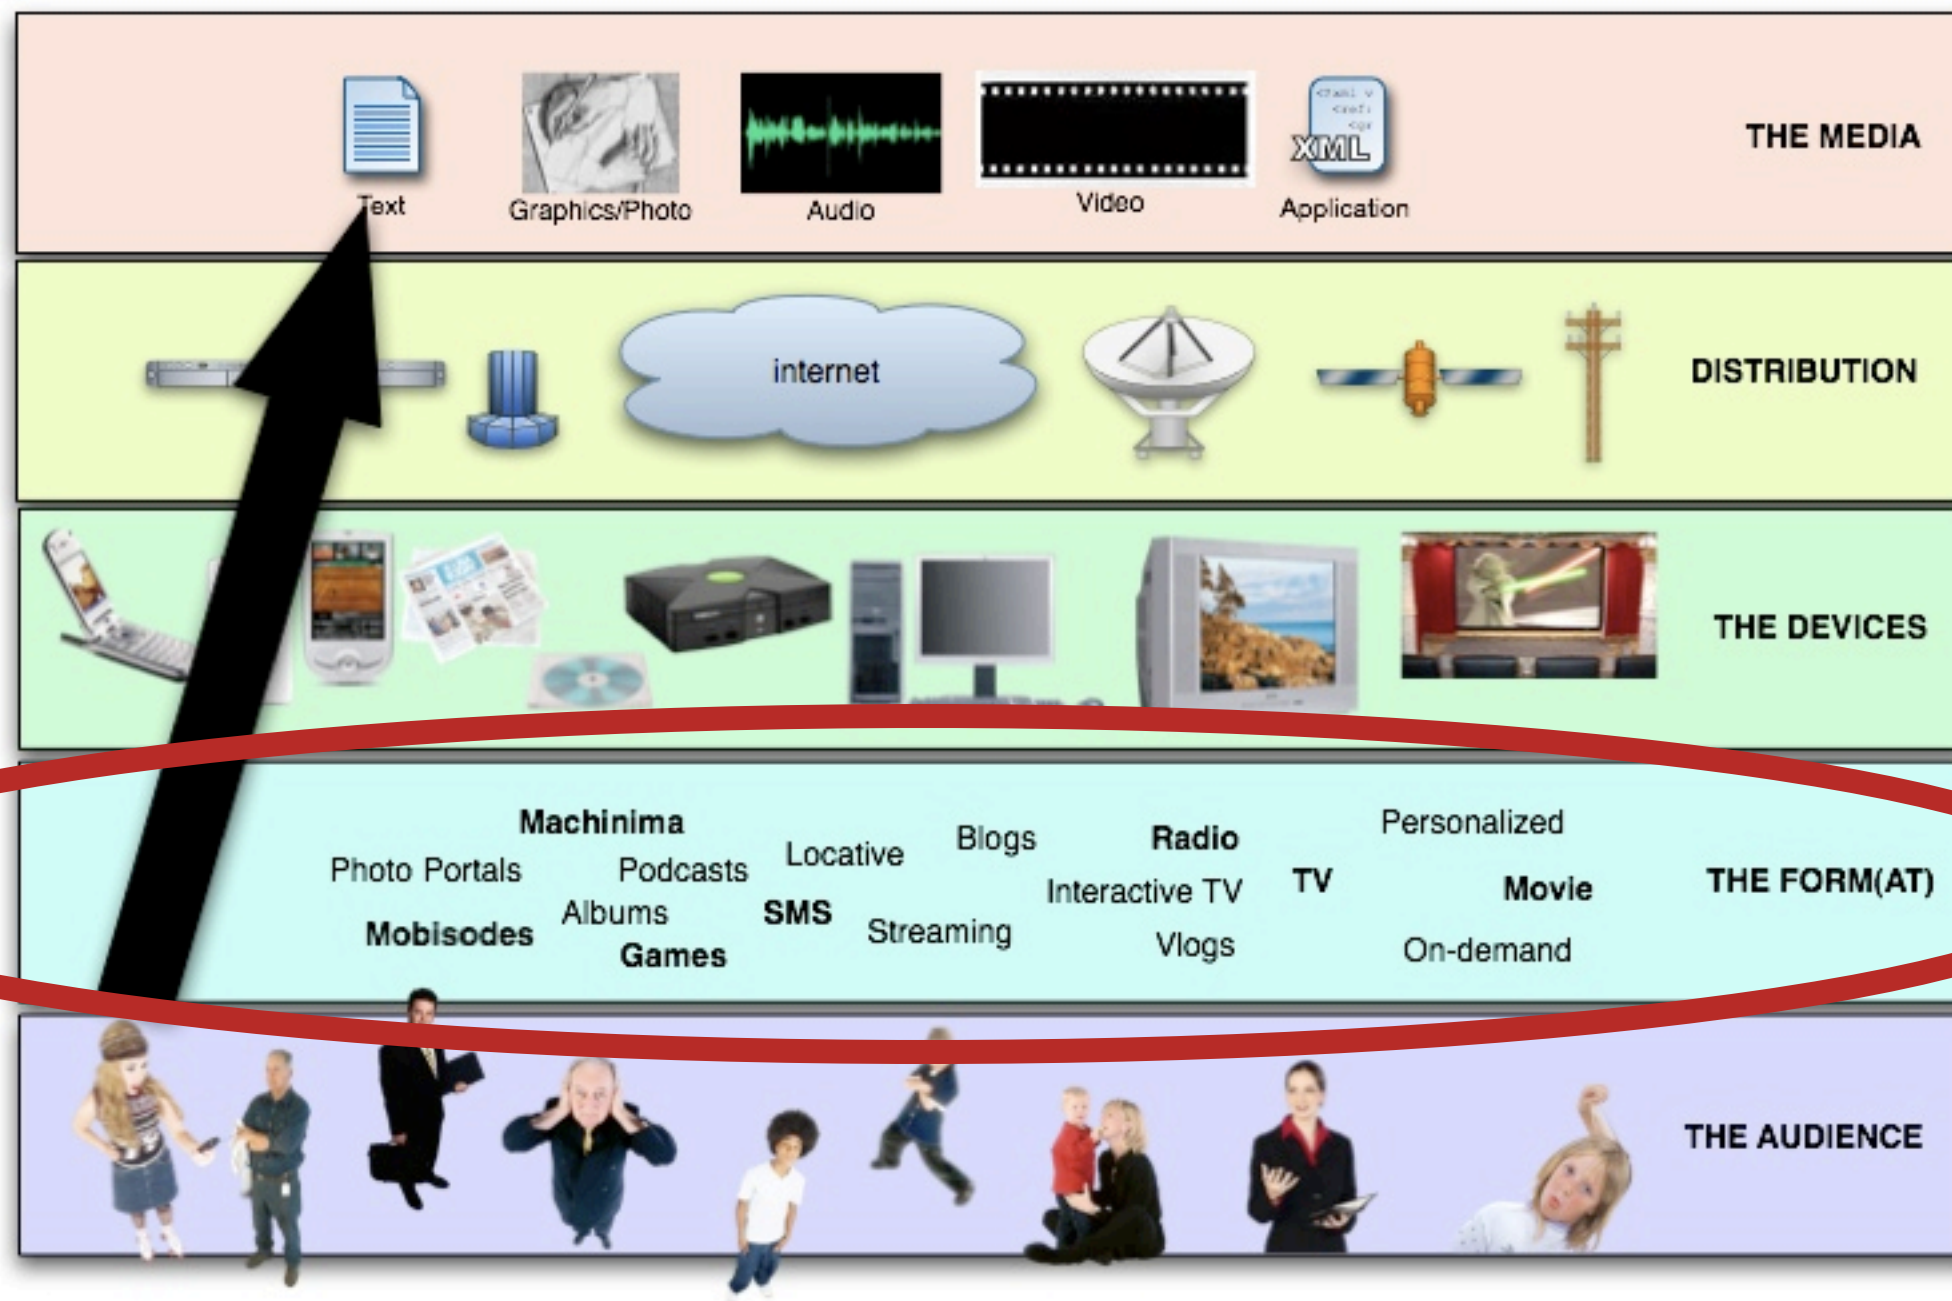 THE MEDIA
Text
Graphics/Photo
Audio
Video
XML
Application
DISTRIBUTION
internet
THE DEVICES
THE FORM(AT)
Machinima
Photo Portals
Podcasts
Locative
Blogs
Radio
Personalized
Albums
SMS
Interactive TV
TV
Movie
Mobisodes
Games
Streaming
Vlogs
On-demand
THE AUDIENCE